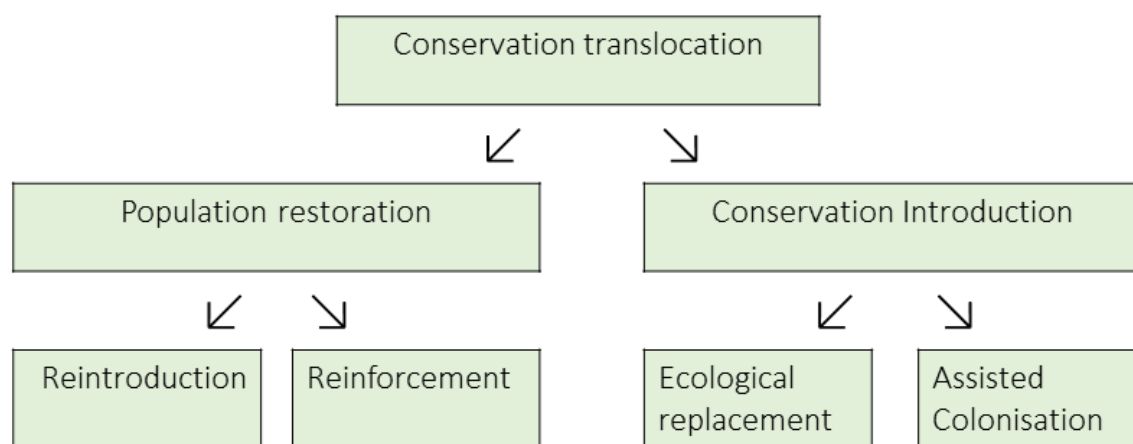 Conservation translocation
Population restoration
Conservation Introduction
Reintroduction
Reinforcement
Ecological
replacement
Assisted
Colonisation